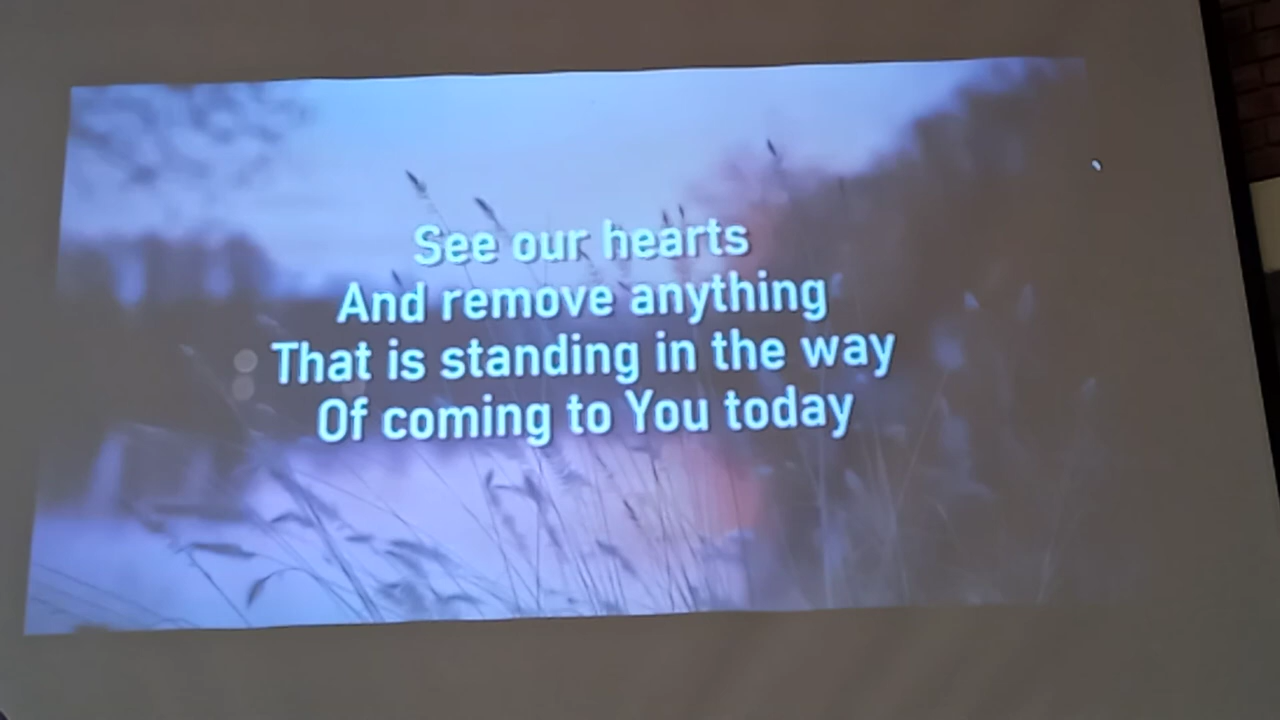 See our hearts
And remove anything
That is standing in the way
Of coming to You today